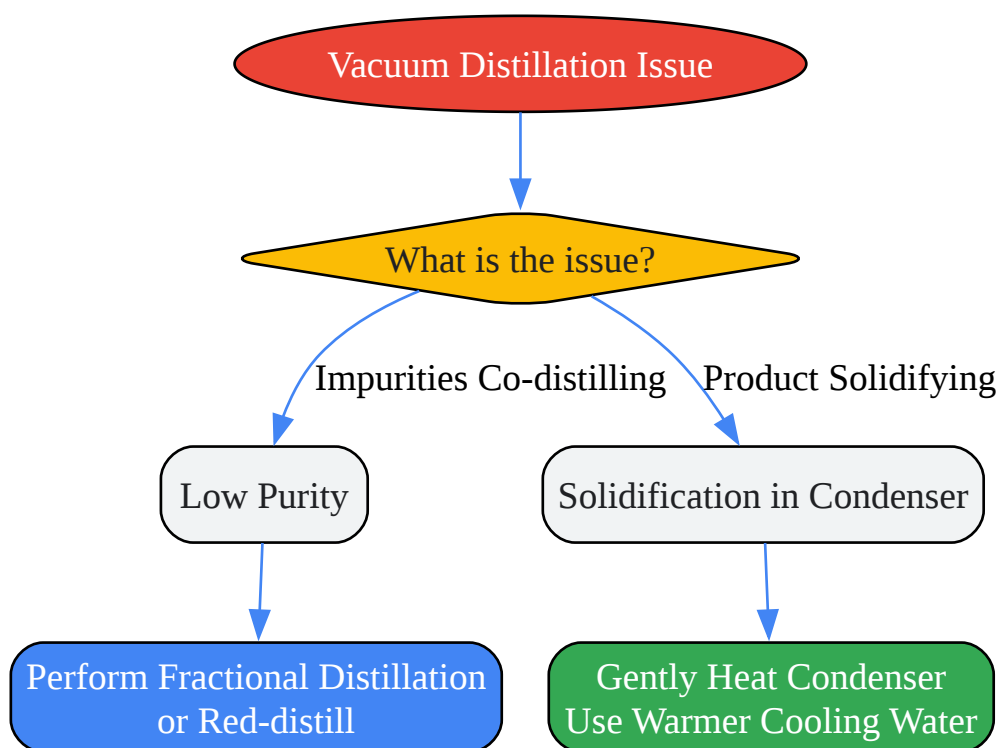 Vacuum Distillation Issue
What is the issue?
Impurities Co-distilling
Product Solidifying
Low Purity
Solidification in Condenser
Perform Fractional Distillation
or Red-distill
Gently Heat Condenser
Use Warmer Cooling Water